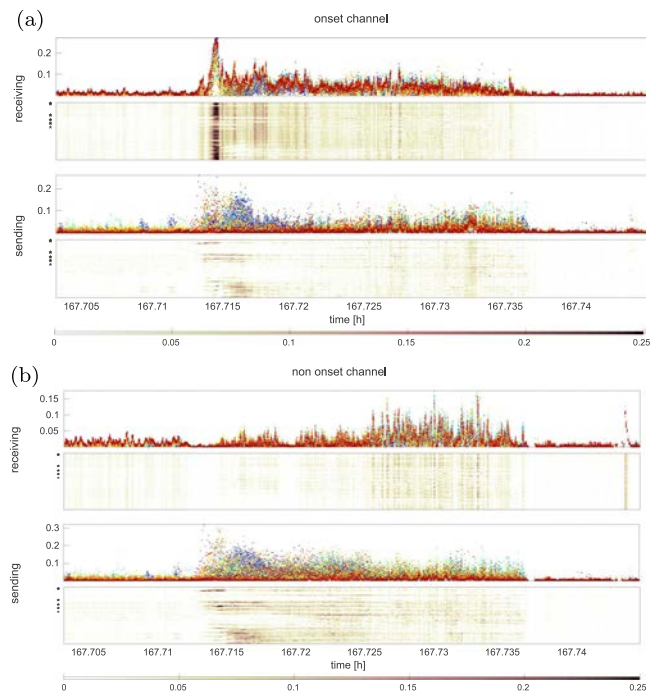 (a)
onset channel
receiving
0.2
0.1
*
***
sending
0.2
0.1
*
***
167.705 167.71 167.715 167.72 167.725 167.73 167.735 167.74
time [h]
0 0.05 0.1 0.15 0.2 0.25
(b)
non onset channel
receiving
0.15
0.1
0.05
*
***
sending
0.3
0.2
0.1
*
***
167.705 167.71 167.715 167.72 167.725 167.73 167.735 167.74
time [h]
0 0.05 0.1 0.15 0.2 0.25